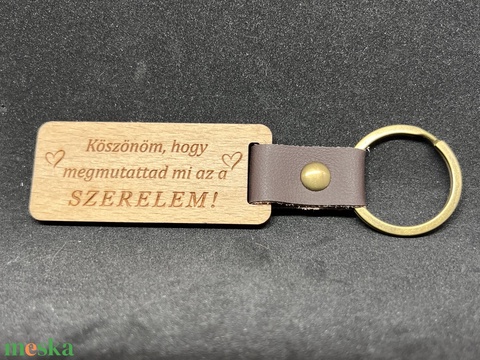 Köszönöm, hogy
megmutattad mi az a
SZERELEM!
meska